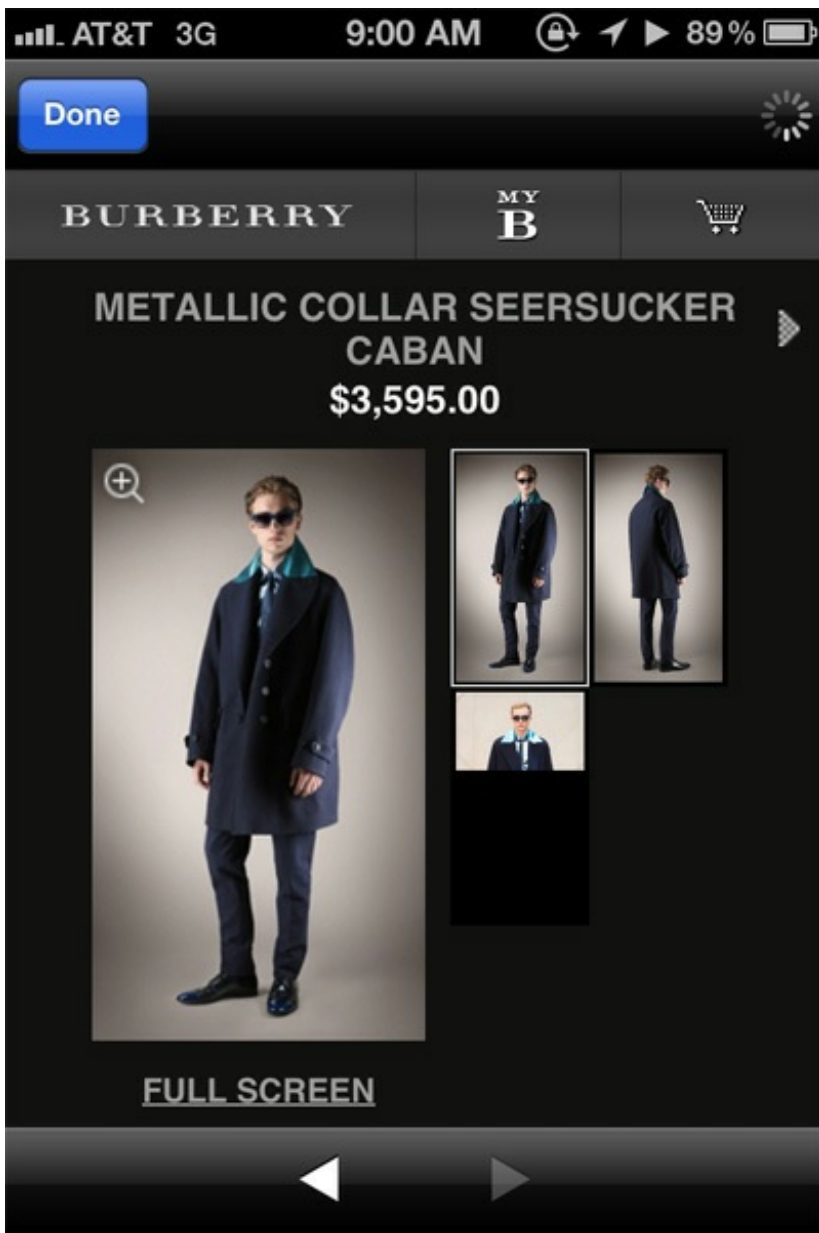 AT&T 3G 9:00 AM 89%
Done
BURBERRY MY B
METALLIC COLLAR SEERSUCKER
CABAN
$3,595.00
FULL SCREEN